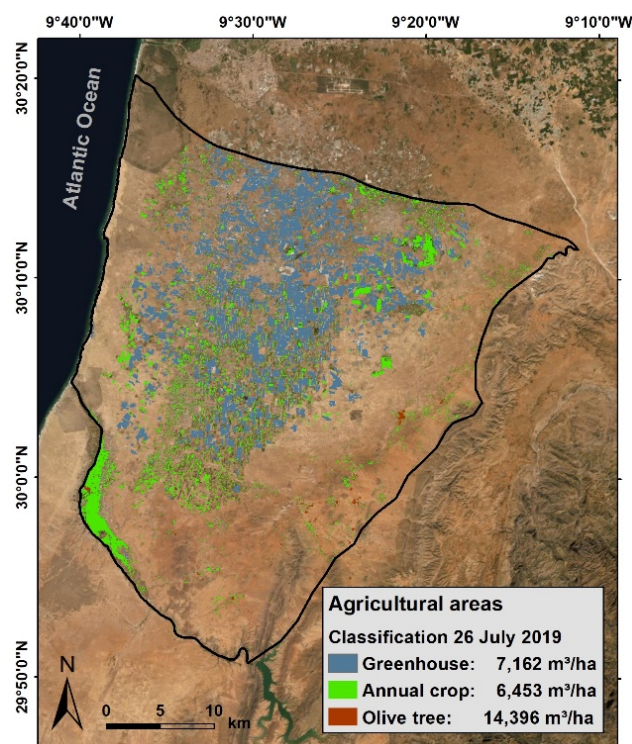 9°40'0"W 9°30'0"W 9°20'0"W 9°10'0"W
30°20'0"N
Atlantic Ocean
30°10'0"N
30°0'0"N
29°50'0"N
N
0 5 10
km
Agricultural areas
Classification 26 July 2019
Greenhouse: 7,162 m³/ha
Annual crop: 6,453 m³/ha
Olive tree: 14,396 m³/ha